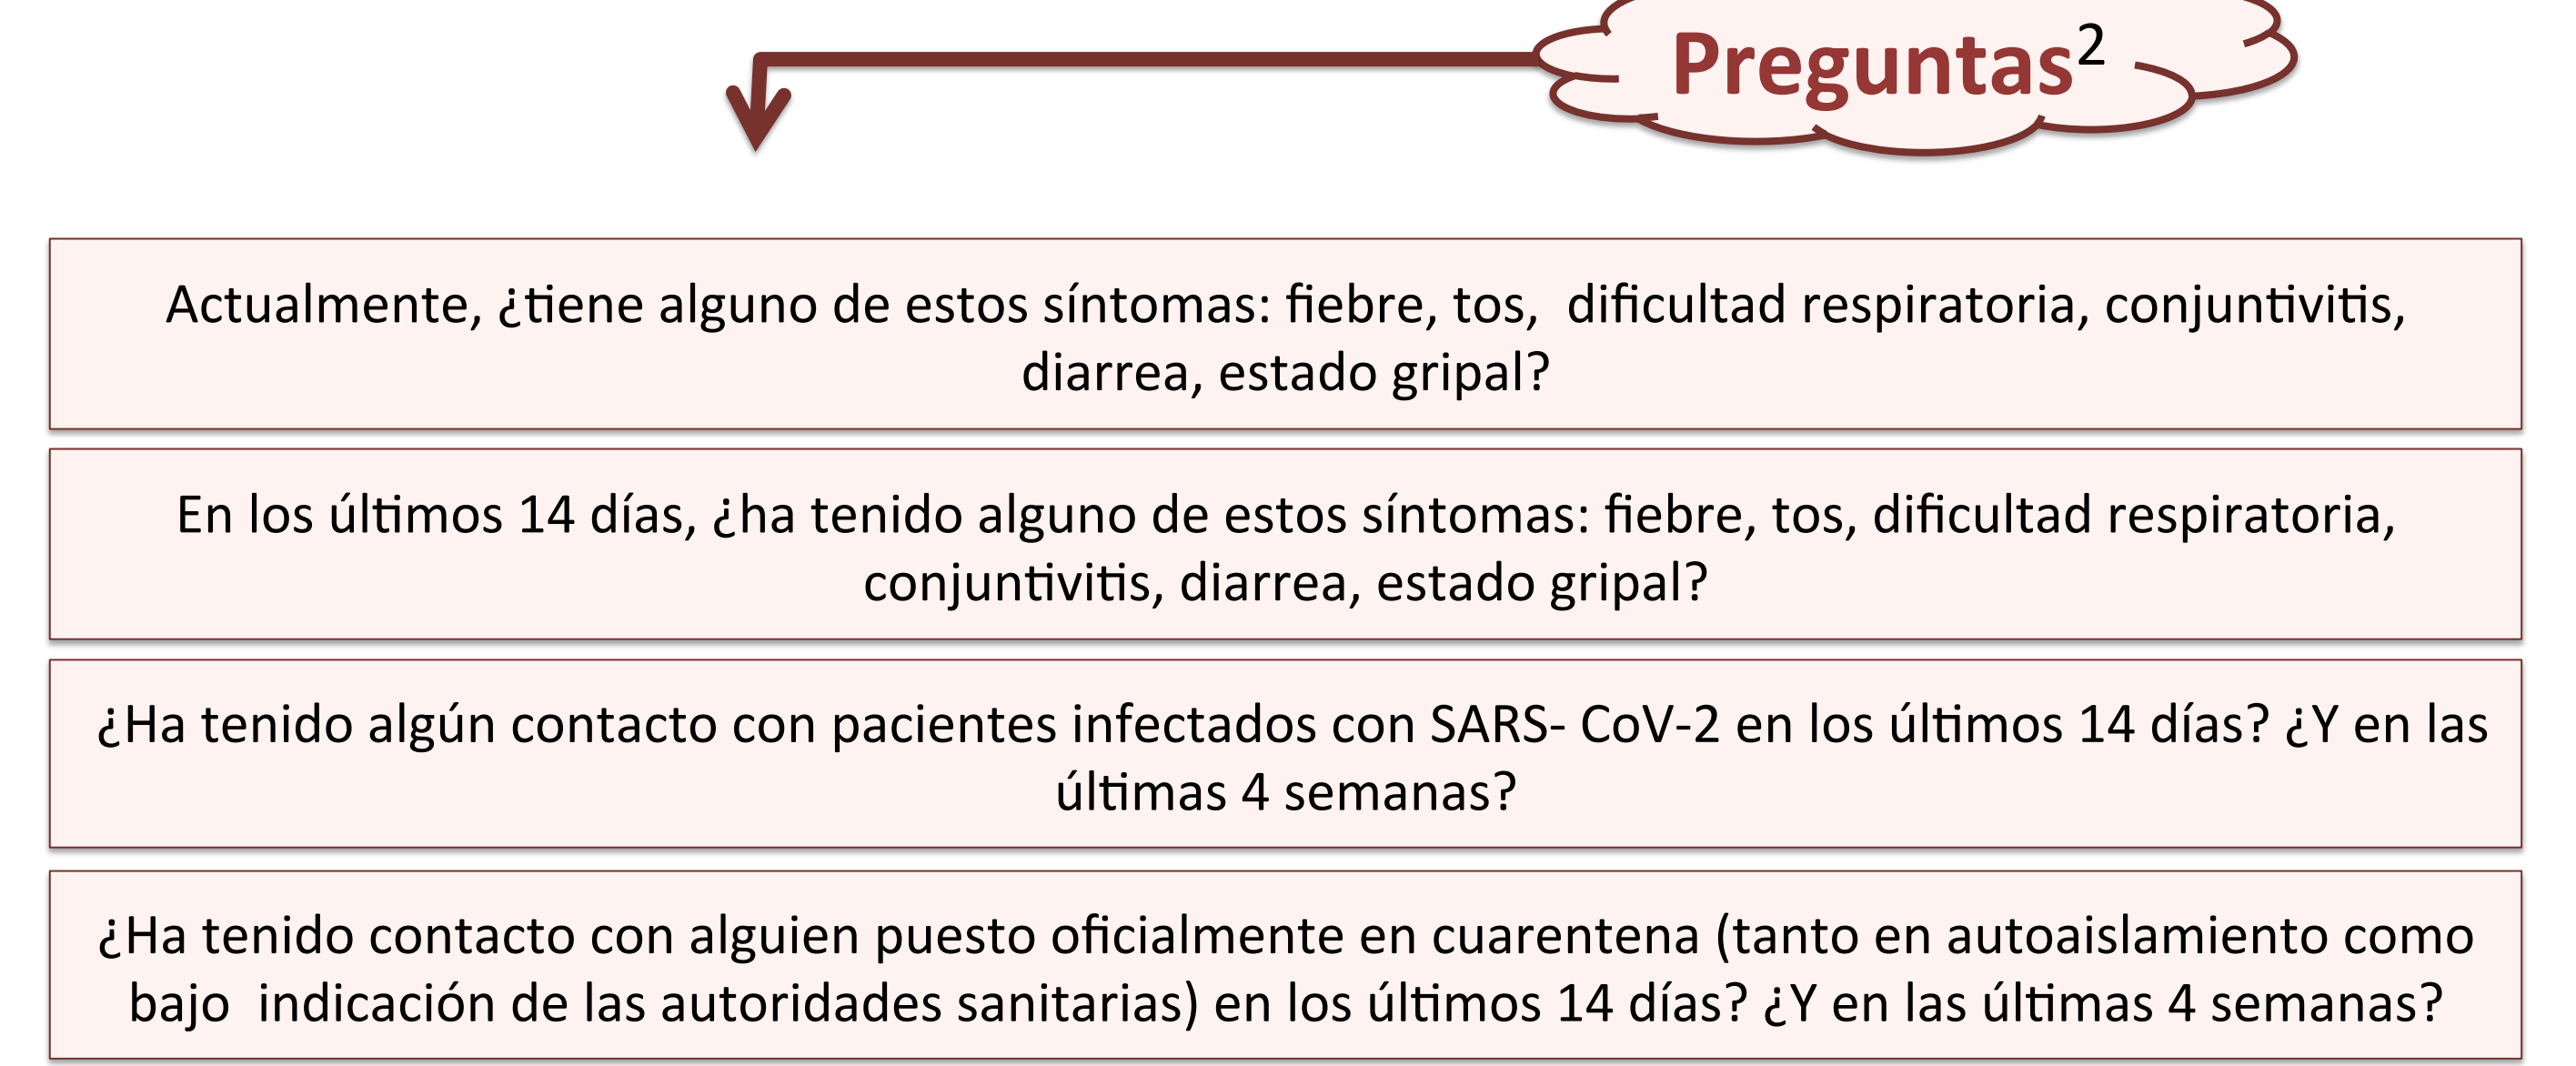 Preguntas²
Actualmente, ¿tiene alguno de estos síntomas: fiebre, tos,  dificultad respiratoria, conjuntivitis,
diarrea, estado gripal?
En los últimos 14 días, ¿ha tenido alguno de estos síntomas: fiebre, tos, dificultad respiratoria,
conjuntivitis, diarrea, estado gripal?
¿Ha tenido algún contacto con pacientes infectados con SARS- CoV-2 en los últimos 14 días? ¿Y en las
últimas 4 semanas?
¿Ha tenido contacto con alguien puesto oficialmente en cuarentena (tanto en autoaislamiento como
bajo  indicación de las autoridades sanitarias) en los últimos 14 días? ¿Y en las últimas 4 semanas?